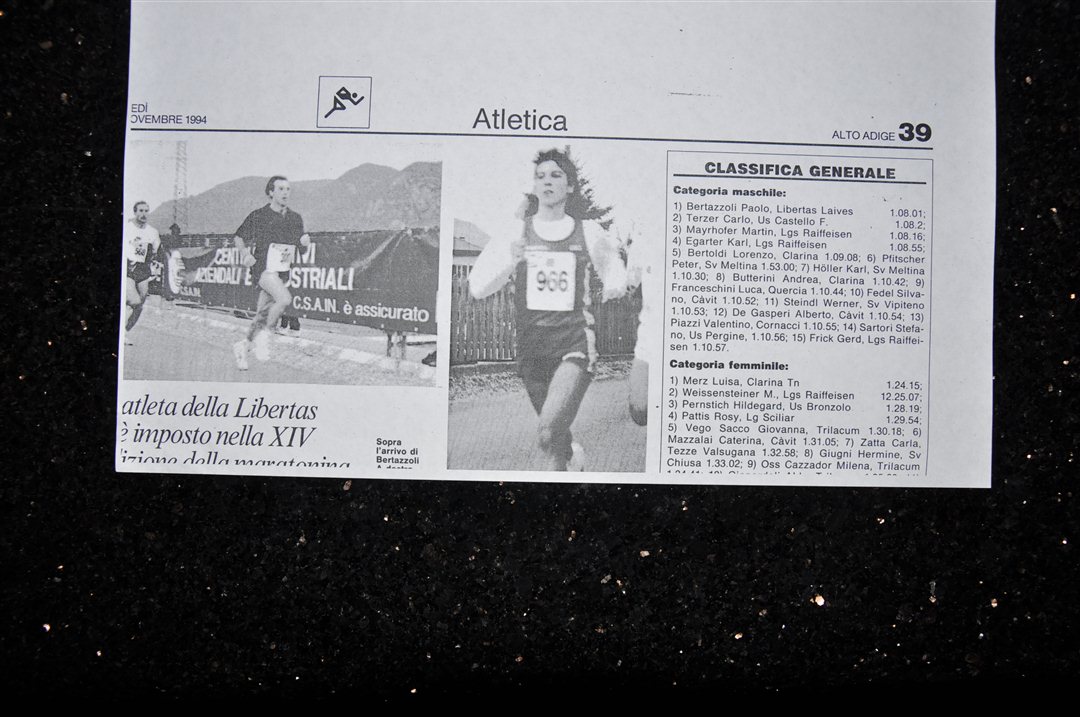 EDÌ
OVEMBRE 1994
Atletica
ALTO ADIGE 39
CENTRI
AZIENDALI E
INDUSTRIALI
C.S.A.IN. è assicurato
966
atleta della Libertas
è imposto nella XIV
dizione della maratonina
Sopra
l'arrivo di
Bertazzoli
A destra
CLASSIFICA GENERALE
Categoria maschile:
1) Bertazzoli Paolo, Libertas Laives 1.08.01;
2) Terzer Carlo, Us Castello F. 1.08.2;
3) Mayrhofer Martin, Lgs Raiffeisen 1.08.16;
4) Egarter Karl, Lgs Raiffeisen 1.08.55;
5) Bertoldi Lorenzo, Clarina 1.09.08; 6) Pfitscher
Peter, Sv Meltina 1.53.00; 7) Höller Karl, Sv Meltina
1.10.30; 8) Butterini Andrea, Clarina 1.10.42; 9)
Franceschini Luca, Quercia 1.10.44; 10) Fedel Silva-
no, Càvit 1.10.52; 11) Steindl Werner, Sv Vipiteno
1.10.53; 12) De Gasperi Alberto, Càvit 1.10.54; 13)
Piazzi Valentino, Cornacci 1.10.55; 14) Sartori Stefa-
no, Us Pergine, 1.10.56; 15) Frick Gerd, Lgs Raiffei-
sen 1.10.57.
Categoria femminile:
1) Merz Luisa, Clarina Tn 1.24.15;
2) Weissensteiner M., Lgs Raiffeisen 12.25.07;
3) Pernstich Hildegard, Us Bronzolo 1.28.19;
4) Pattis Rosy, Lg Sciliar 1.29.54;
5) Vego Sacco Giovanna, Trilacum 1.30.18; 6)
Mazzalai Caterina, Càvit 1.31.05; 7) Zatta Carla,
Tezze Valsugana 1.32.58; 8) Giugni Hermine, Sv
Chiusa 1.33.02; 9) Oss Cazzador Milena, Trilacum